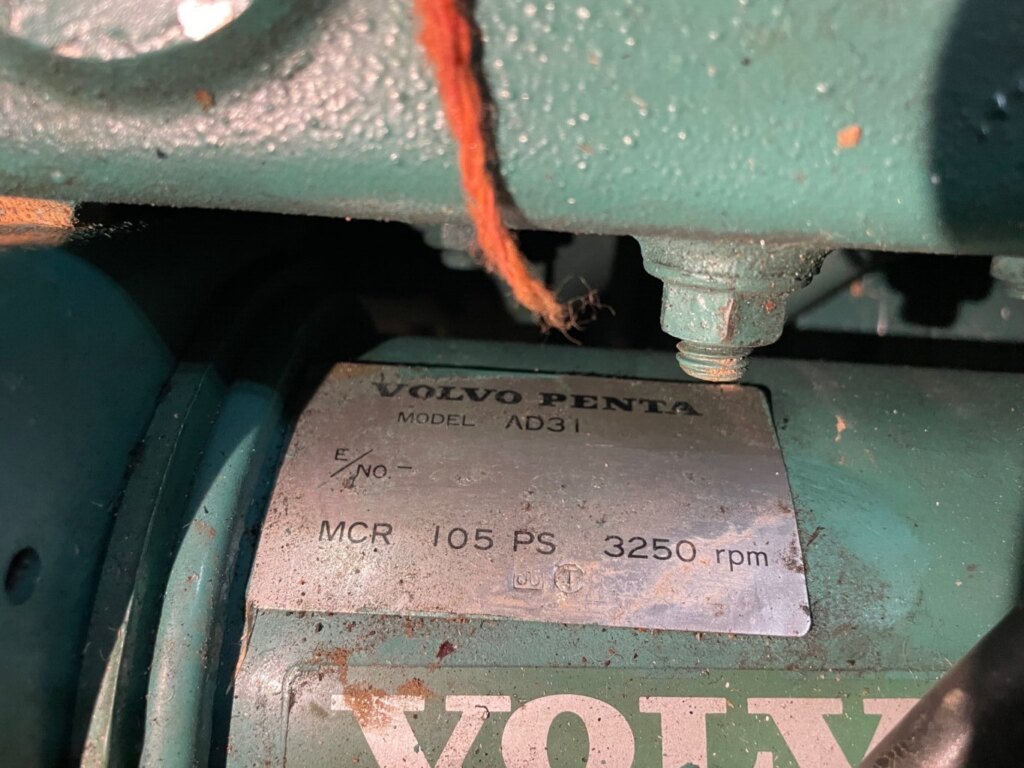 VOLVO PENTA
MODEL AD31
E/NO -
MCR 105 PS 3250 rpm
VOLV